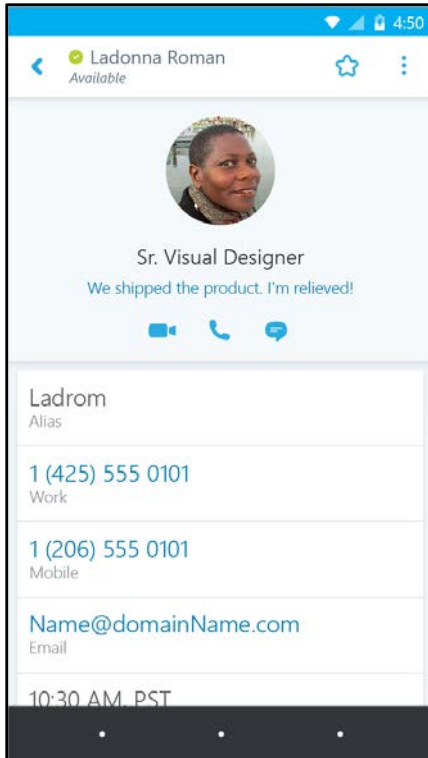 4:50
Ladonna Roman
Available
Sr. Visual Designer
We shipped the product. I'm relieved!
Ladrom
Alias
1 (425) 555 0101
Work
1 (206) 555 0101
Mobile
Name@domainName.com
Email
10:30 AM, PST